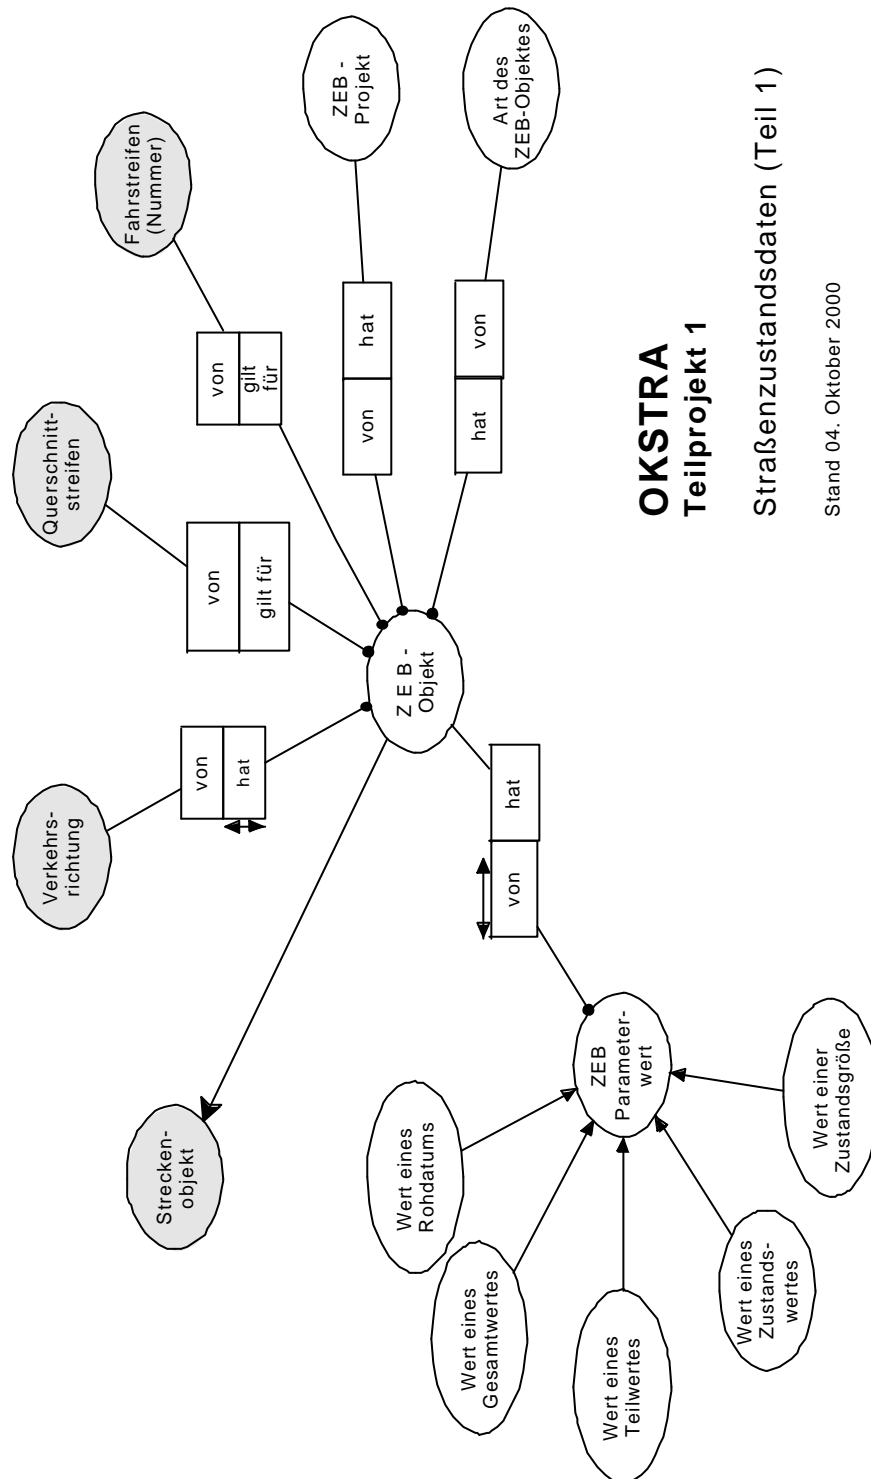 Verkehrs-
richtung
Querschnitt-
streifen
Fahrstreifen
(Nummer)
Strecken-
objekt
von
hat
von
gilt für
von
gilt
für
ZEB -
Projekt
von
hat
Z E B -
Objekt
Art des
ZEB-Objektes
hat
von
Wert eines
Rohdatums
Wert eines
Gesamtwertes
von
hat
ZEB
Parameter-
wert
Wert eines
Teilwertes
Wert eines
Zustands-
wertes
Wert einer
Zustandsgröße
OKSTRA
Teilprojekt 1
Straßenzustandsdaten (Teil 1)
Stand 04. Oktober 2000